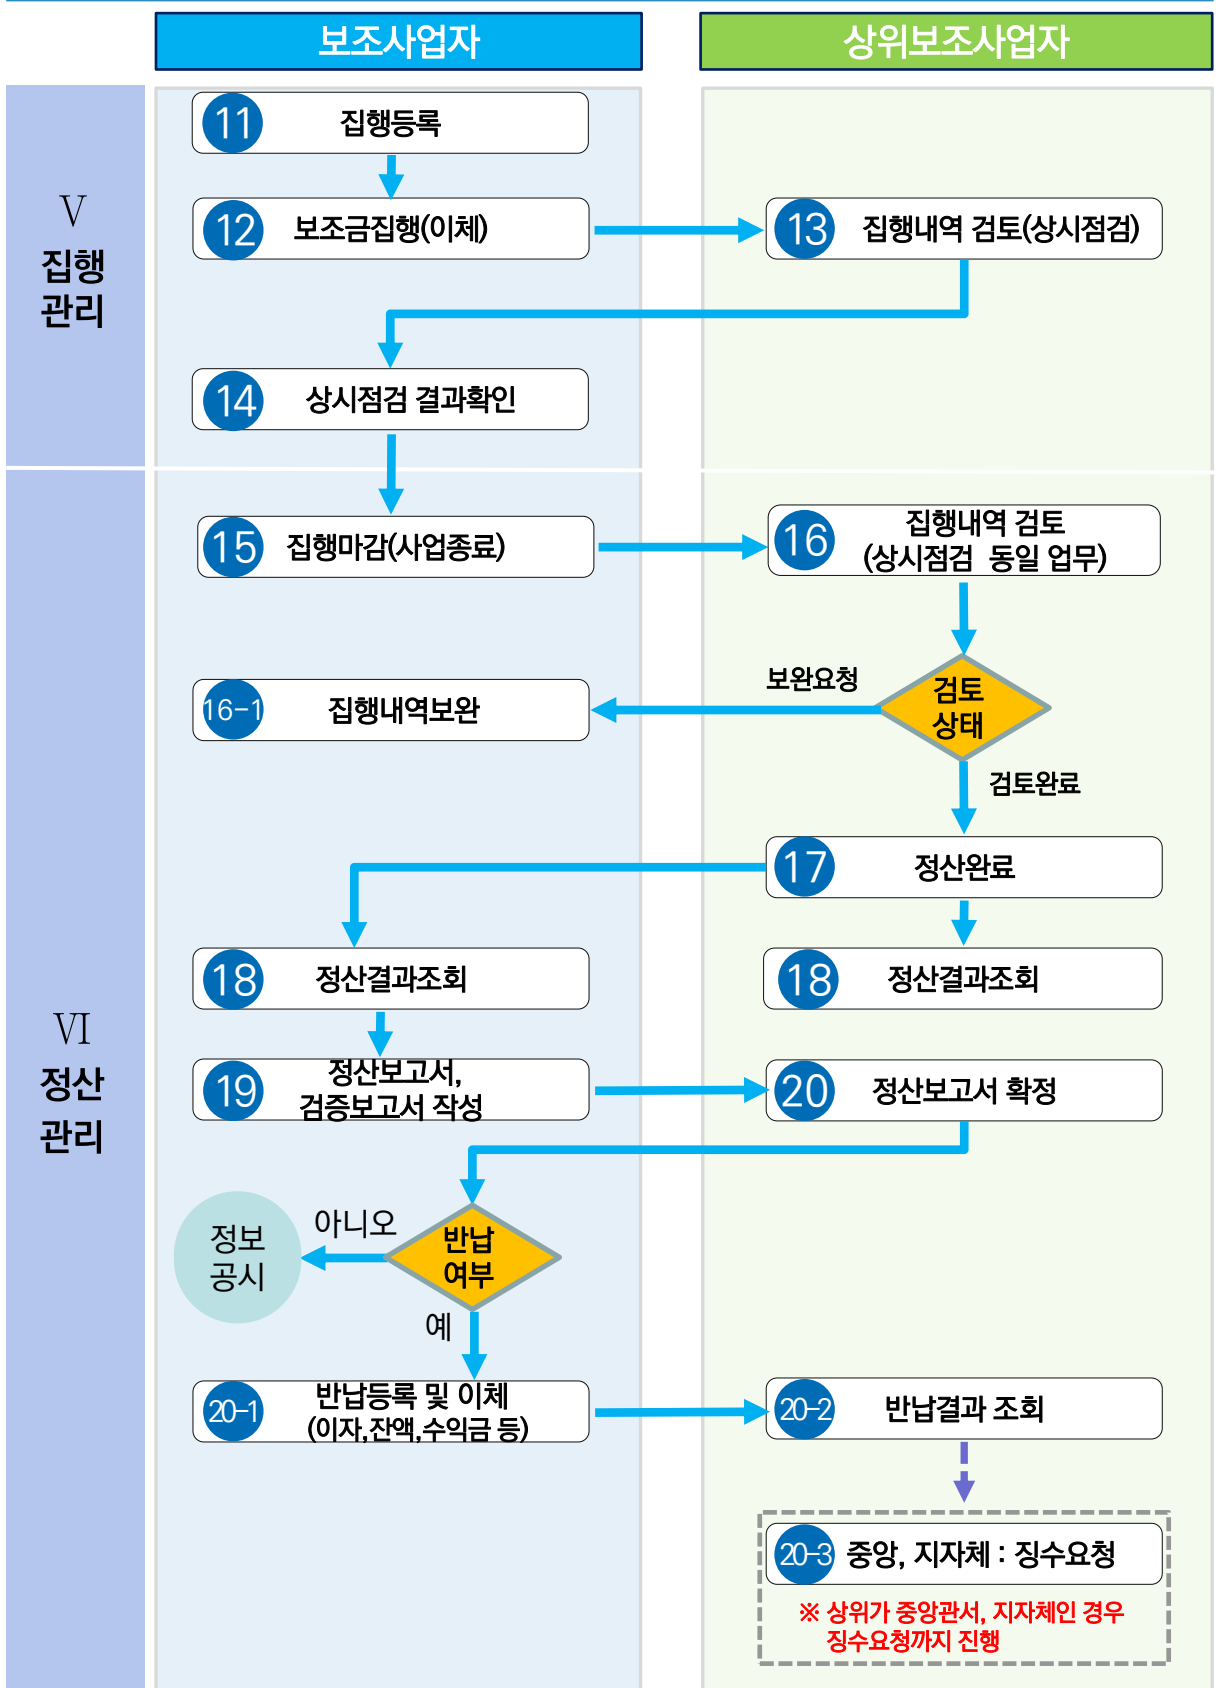 보조사업자
상위보조사업자
Ⅴ
집행
관리
11 집행등록
12 보조금집행(이체)
13 집행내역 검토(상시점검)
14 상시점검 결과확인
Ⅵ
정산
관리
15 집행마감(사업종료)
16 집행내역 검토
(상시점검 동일 업무)
보완요청
검토
상태
16-1 집행내역보완
검토완료
17 정산완료
18 정산결과조회
18 정산결과조회
19 정산보고서,
검증보고서 작성
20 정산보고서 확정
반납
여부
아니오
정보
공시
예
20-1 반납등록 및 이체
(이자,잔액,수익금 등)
20-2 반납결과 조회
20-3 중앙, 지자체 : 징수요청
※ 상위가 중앙관서, 지자체인 경우
징수요청까지 진행